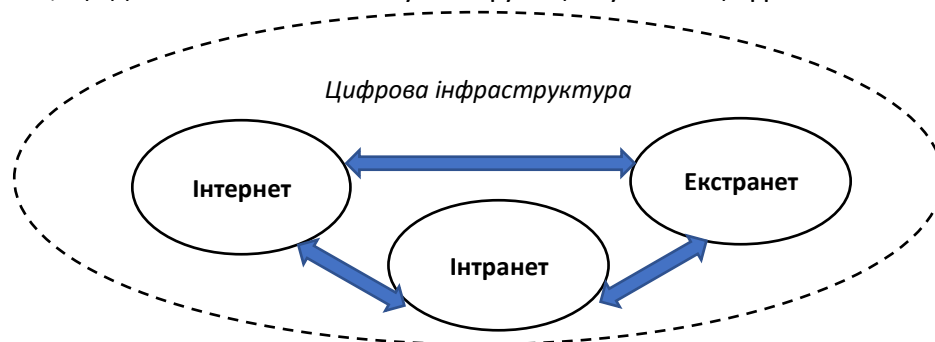 Цифрова інфраструктура
Інтернет
Екстранет
Інтранет